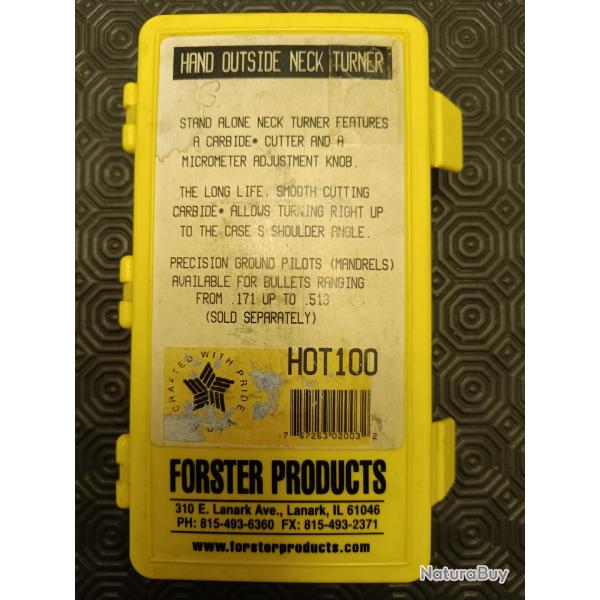 HAND OUTSIDE NECK TURNER
STAND ALONE NECK TURNER FEATURES
A CARBIDE• CUTTER AND A
MICROMETER ADJUSTMENT KNOB.
THE LONG LIFE, SMOOTH CUTTING
CARBIDE• ALLOWS TURNING RIGHT UP
TO THE CASE S SHOULDER ANGLE.
PRECISION GROUND PILOTS (MANDRELS)
AVAILABLE FOR BULLETS RANGING
FROM .171 UP TO .513
(SOLD SEPARATELY)
HOT100
CRAFTED WITH PRIDE
7 67263 02003 2
FORSTER PRODUCTS
310 E. Lanark Ave., Lanark, IL 61046
PH: 815-493-6360 FX: 815-493-2371
www.forsterproducts.com
NaturaBuy